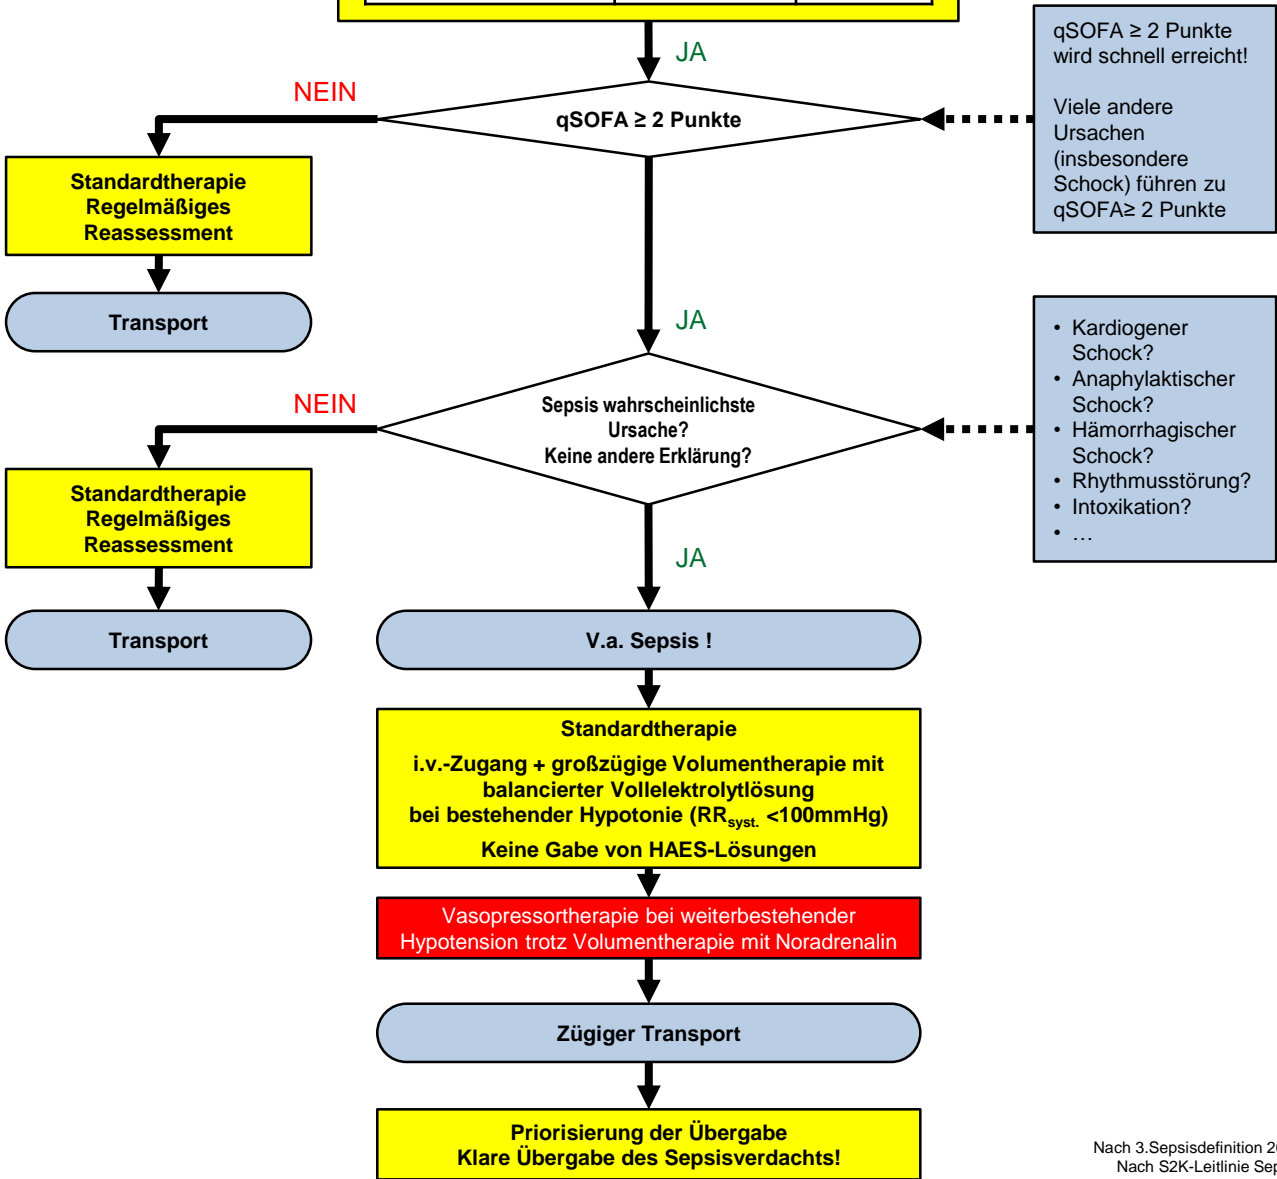 JA
qSOFA ≥ 2 Punkte
wird schnell erreicht!
Viele andere
Ursachen
(insbesondere
Schock) führen zu
qSOFA≥ 2 Punkte
NEIN
qSOFA ≥ 2 Punkte
Standardtherapie
Regelmäßiges
Reassessment
Transport
JA
• Kardiogener
Schock?
• Anaphylaktischer
Schock?
• Hämorrhagischer
Schock?
• Rhythmusstörung?
• Intoxikation?
• …
NEIN
Sepsis wahrscheinlichste
Ursache?
Keine andere Erklärung?
Standardtherapie
Regelmäßiges
Reassessment
Transport
JA
V.a. Sepsis !
Standardtherapie
i.v.-Zugang + großzügige Volumentherapie mit
balancierter Vollelektrolytlösung
bei bestehender Hypotonie (RRsyst. <100mmHg)
Keine Gabe von HAES-Lösungen
Vasopressortherapie bei weiterbestehender
Hypotension trotz Volumentherapie mit Noradrenalin
Zügiger Transport
Priorisierung der Übergabe
Klare Übergabe des Sepsisverdachts!
Nach 3.Sepsisdefinition
Nach S2K-Leitlinie